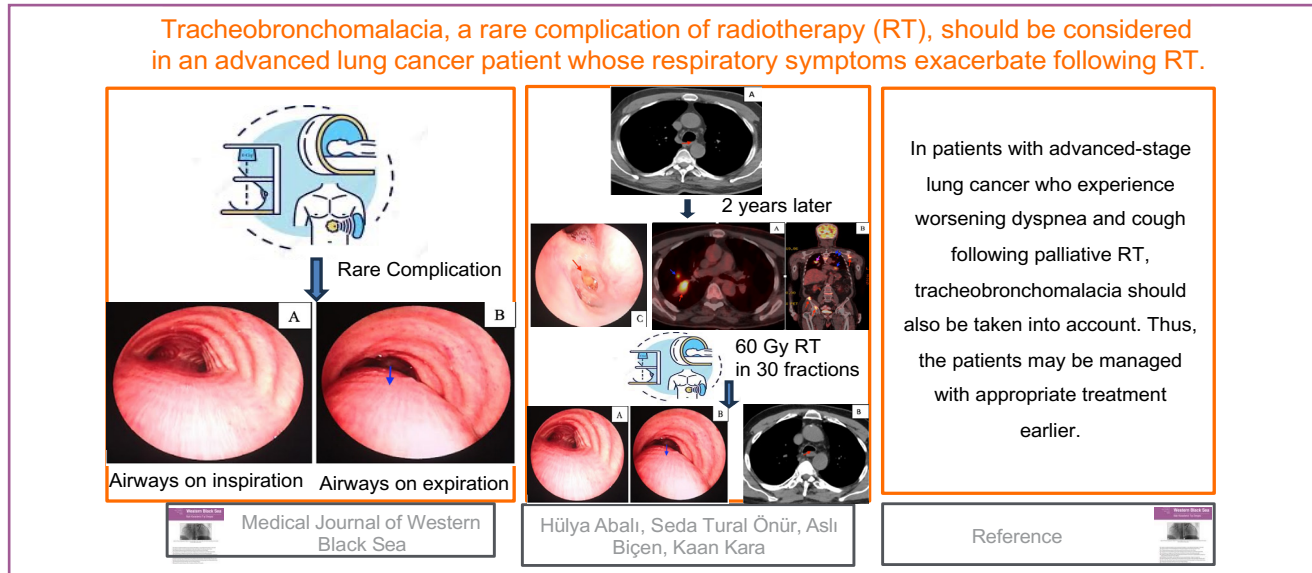 Tracheobronchomalacia, a rare complication of radiotherapy (RT), should be considered
in an advanced lung cancer patient whose respiratory symptoms exacerbate following RT.
Rare Complication
A
B
Airways on inspiration
Airways on expiration
A
2 years later
C
A
B
60 Gy RT
in 30 fractions
A
B
B
In patients with advanced-stage
lung cancer who experience
worsening dyspnea and cough
following palliative RT,
tracheobronchomalacia should
also be taken into account. Thus,
the patients may be managed
with appropriate treatment
earlier.
Western Black Sea
Medical Journal of Western
Black Sea
Hülya Abalı, Seda Tural Önür, Aslı
Biçen, Kaan Kara
Reference
Western Black Sea